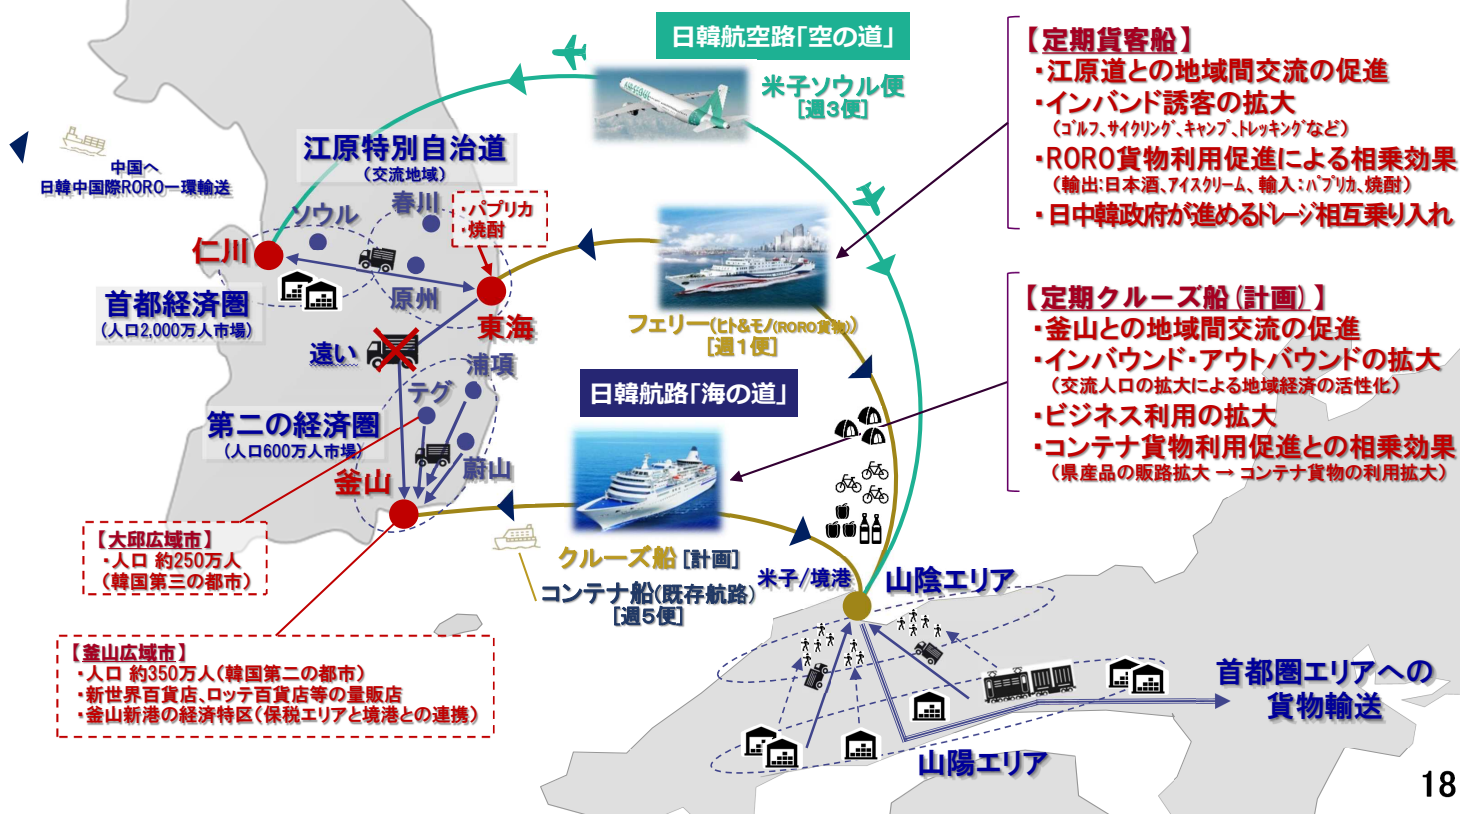 日韓航空路「空の道」
米子ソウル便
[週3便]
中国へ
日韓中国際RORO一環輸送
江原特別自治道
(交流地域)
春川
ソウル
・パプリカ
・焼酎
仁川
原州
東海
首都経済圏
(人口2,000万人市場)
遠い
浦項
テグ
第二の経済圏
(人口600万人市場)
釜山
蔚山
フェリー(ヒト&モノ(RORO貨物))
[週1便]
日韓航路「海の道」
クルーズ船 [計画]
コンテナ船(既存航路)
[週5便]
米子/境港
山陰エリア
山陽エリア
首都圏エリアへの
貨物輸送
【大邱広域市】
・人口 約250万人
(韓国第三の都市)
【釜山広域市】
・人口 約350万人(韓国第二の都市)
・新世界百貨店、ロッテ百貨店等の量販店
・釜山新港の経済特区(保税エリアと境港との連携)
【定期貨客船】
・江原道との地域間交流の促進
・インバンド誘客の拡大
(ゴルフ、サイクリング、キャンプ、トレッキングなど)
・RORO貨物利用促進による相乗効果
(輸出:日本酒、アイスクリーム、輸入:パプリカ、焼酎)
・日中韓政府が進めるドレージ相互乗り入れ
【定期クルーズ船(計画)】
・釜山との地域間交流の促進
・インバウンド・アウトバウンドの拡大
(交流人口の拡大による地域経済の活性化)
・ビジネス利用の拡大
・コンテナ貨物利用促進との相乗効果
(県産品の販路拡大 → コンテナ貨物の利用拡大)
18